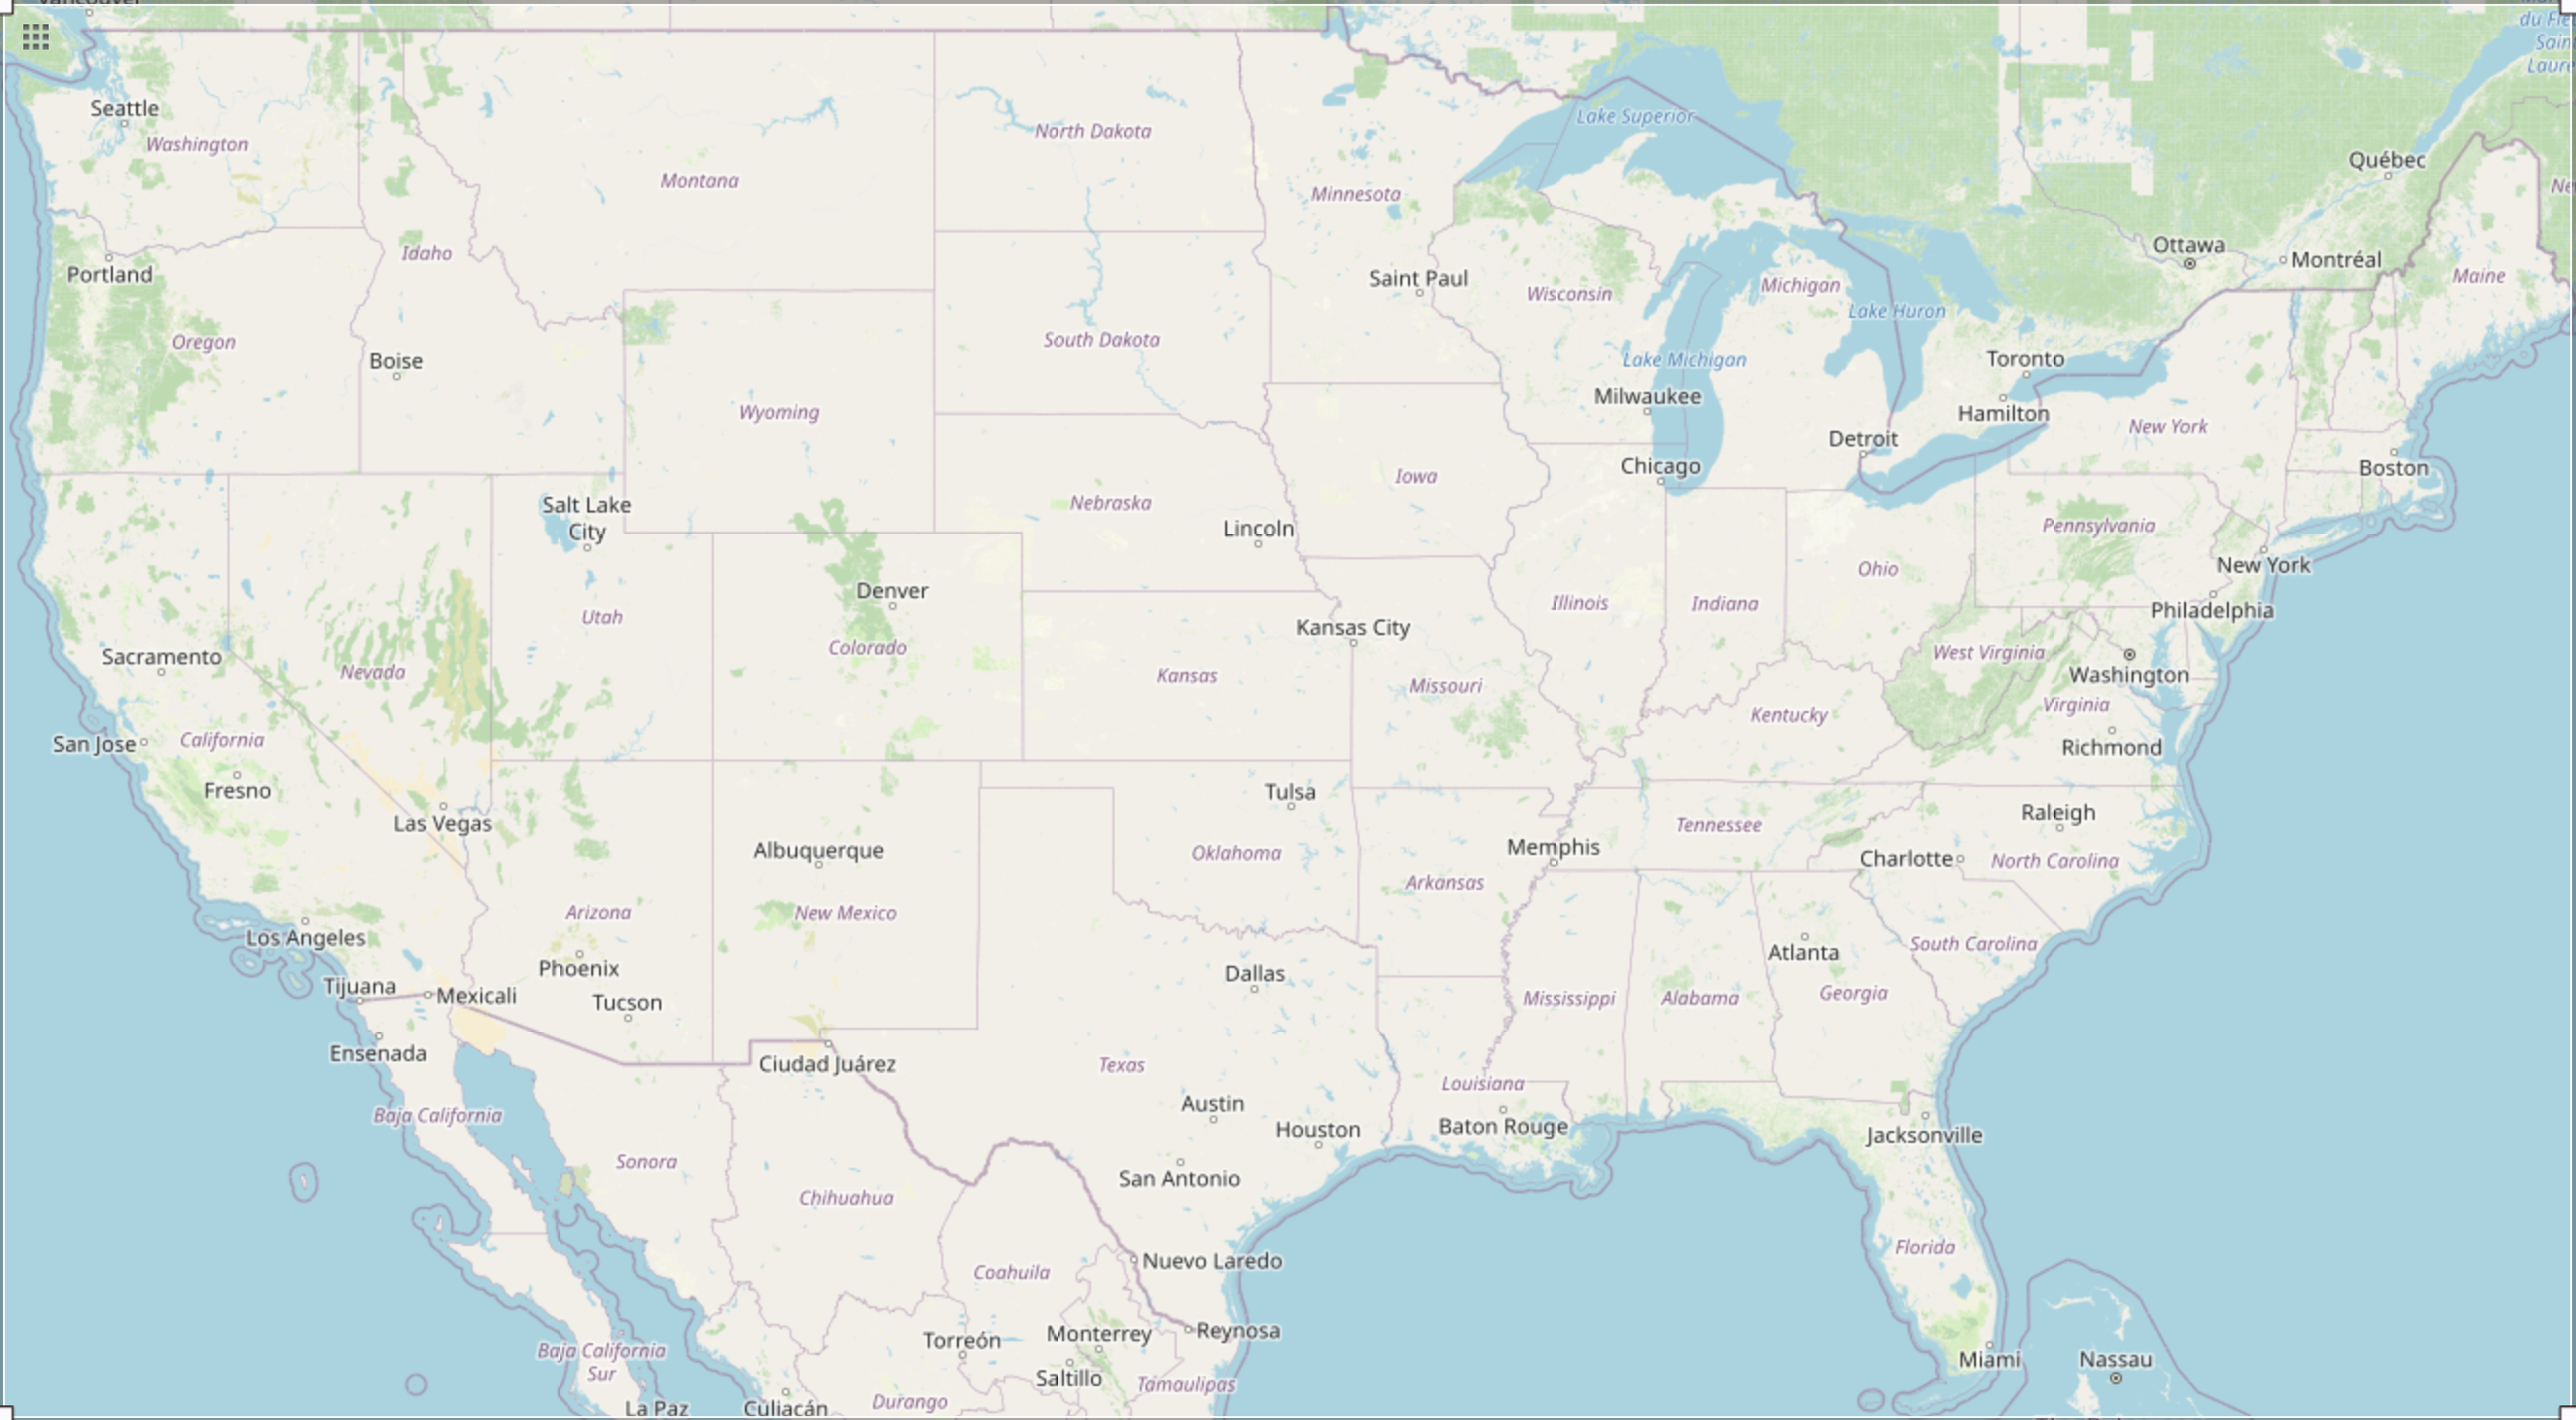 Seattle
Washington
North Dakota
Lake Superior
Montana
Minnesota
Québec
Idaho
Portland
Saint Paul
Wisconsin
Michigan
Lake Huron
Ottawa
Montréal
Maine
Oregon
Boise
South Dakota
Lake Michigan
Toronto
Wyoming
Milwaukee
Hamilton
New York
Detroit
Chicago
Boston
Iowa
Nebraska
Salt Lake
City
Lincoln
Pennsylvania
New York
Ohio
Denver
Utah
Illinois
Indiana
Philadelphia
Kansas City
Colorado
Sacramento
Nevada
Kansas
Missouri
West Virginia
Washington
Virginia
Kentucky
San Jose
California
Richmond
Fresno
Tulsa
Las Vegas
Raleigh
Tennessee
Albuquerque
Oklahoma
Memphis
Charlotte
North Carolina
Arkansas
Arizona
New Mexico
Los Angeles
South Carolina
Atlanta
Phoenix
Dallas
Tijuana
Mexicali
Tucson
Mississippi
Alabama
Georgia
Ensenada
Ciudad Juárez
Texas
Louisiana
Baja California
Austin
Houston
Baton Rouge
Jacksonville
Sonora
San Antonio
Chihuahua
Florida
Nuevo Laredo
Coahuila
Reynosa
Torreón
Monterrey
Baja California
Sur
Saltillo
Tamaulipas
Miami
Nassau
La Paz
Culiacán
Durango